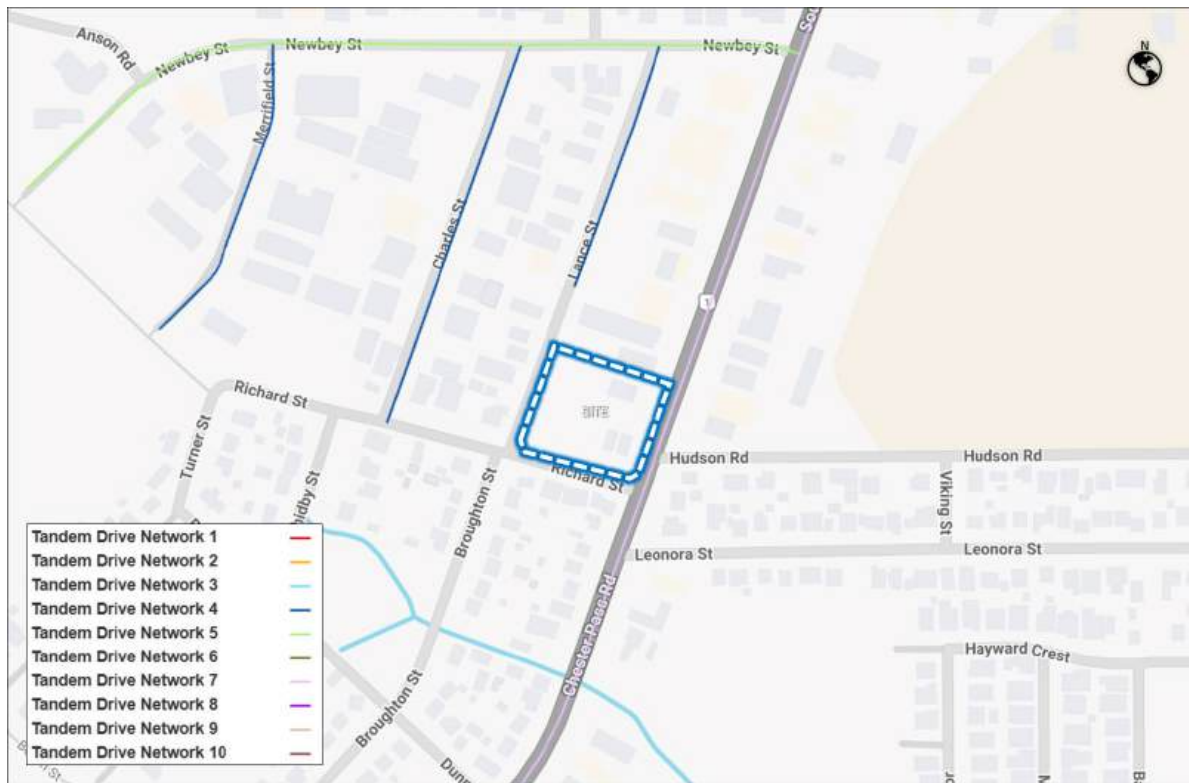 Anson Rd
Newbey St
Newbey St
Newbey St
N
Merrifield St
Charles St
Lance St
1
Richard St
SITE
Turner St
Broughton St
Richard St
Hudson Rd
Hudson Rd
Viking St
Leonora St
Leonora St
Chester Pass Rd
Hayward Crest
Broughton St
Tandem Drive Network 1
Tandem Drive Network 2
Tandem Drive Network 3
Tandem Drive Network 4
Tandem Drive Network 5
Tandem Drive Network 6
Tandem Drive Network 7
Tandem Drive Network 8
Tandem Drive Network 9
Tandem Drive Network 10